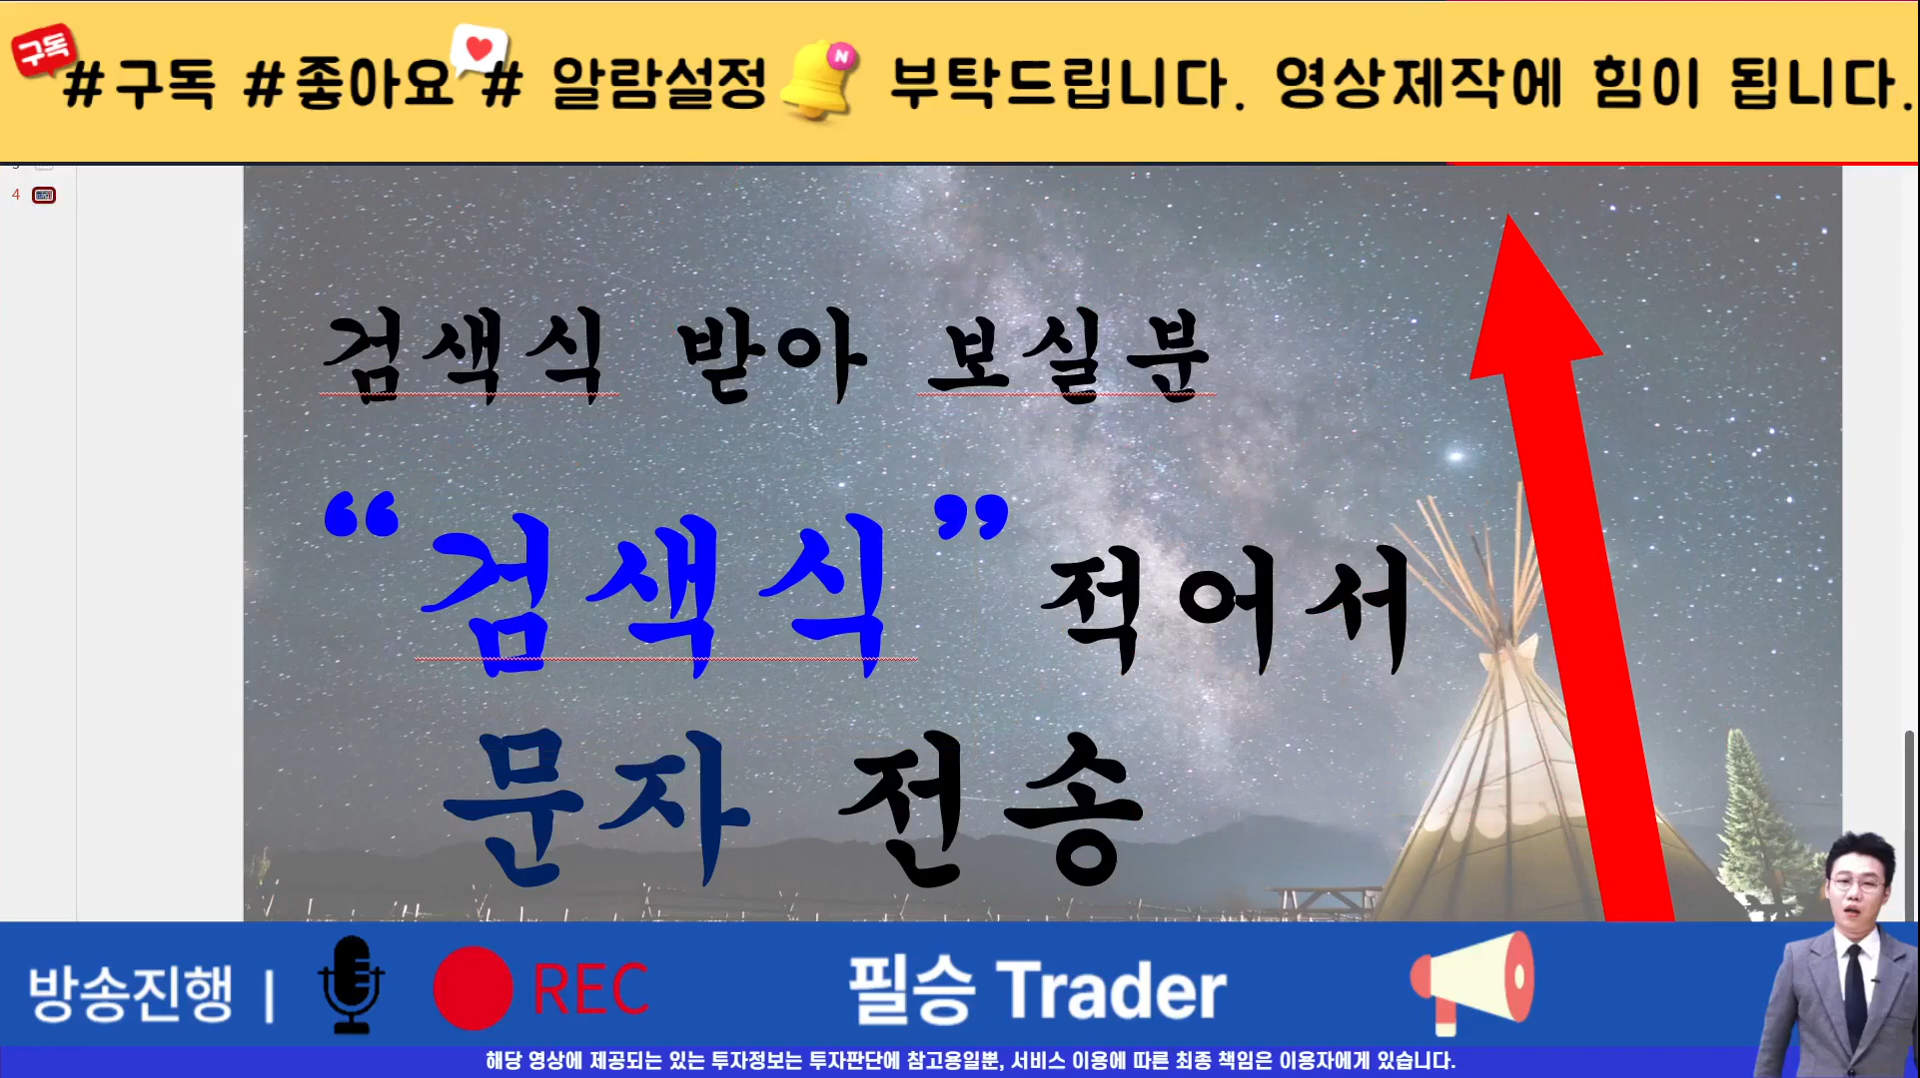 구독
#구독 #좋아요 # 알람설정 N 부탁드립니다. 영상제작에 힘이 됩니다.
4
검색식 받아 보실분
“검색식” 적어서
문자 전송
방송진행 | REC 필승 Trader
해당 영상에 제공되는 있는 투자정보는 투자판단에 참고용일뿐, 서비스 이용에 따른 최종 책임은 이용자에게 있습니다.